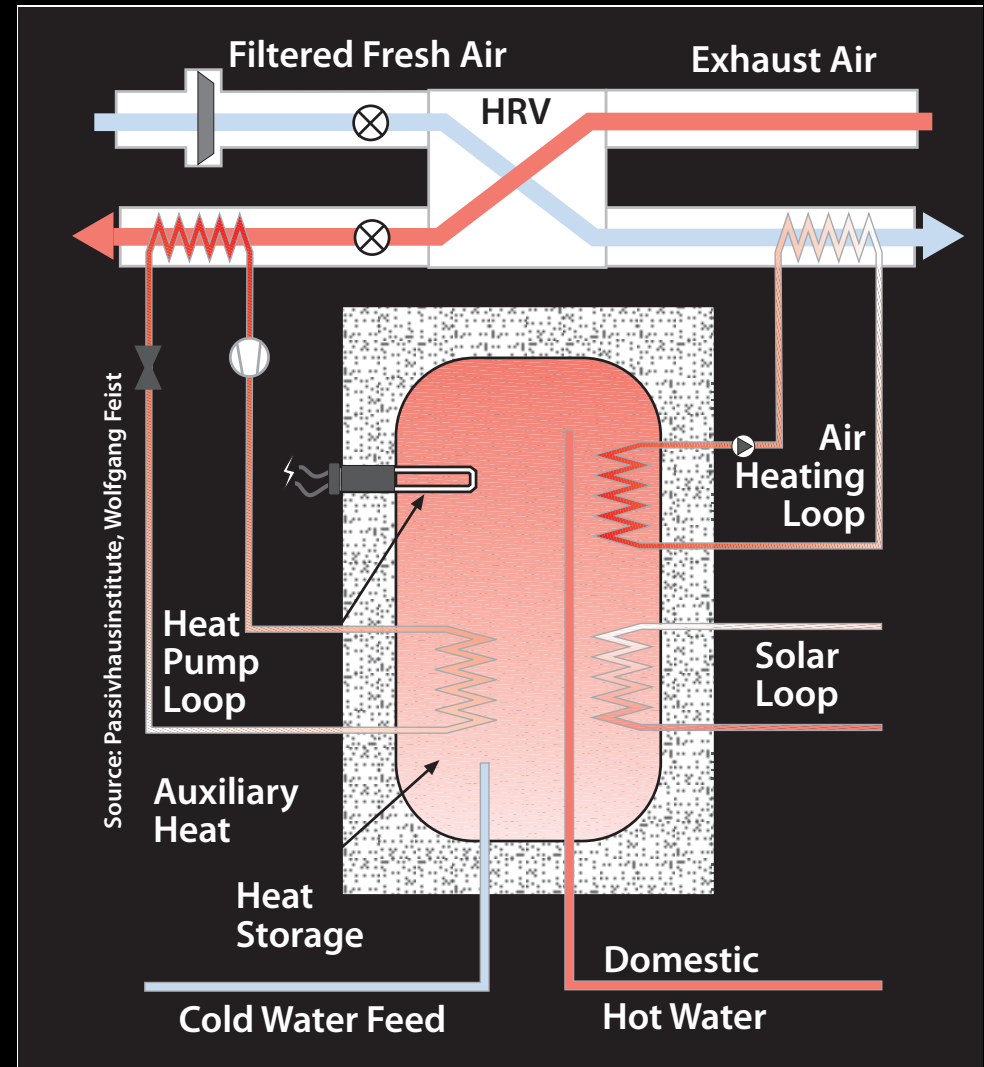 Filtered Fresh Air
Exhaust Air
HRV
Air
Heating
Loop
Heat
Pump
Loop
Solar
Loop
Source: Passivhausinstitute, Wolfgang Feist
Auxiliary
Heat
Heat
Storage
Domestic
Hot Water
Cold Water Feed